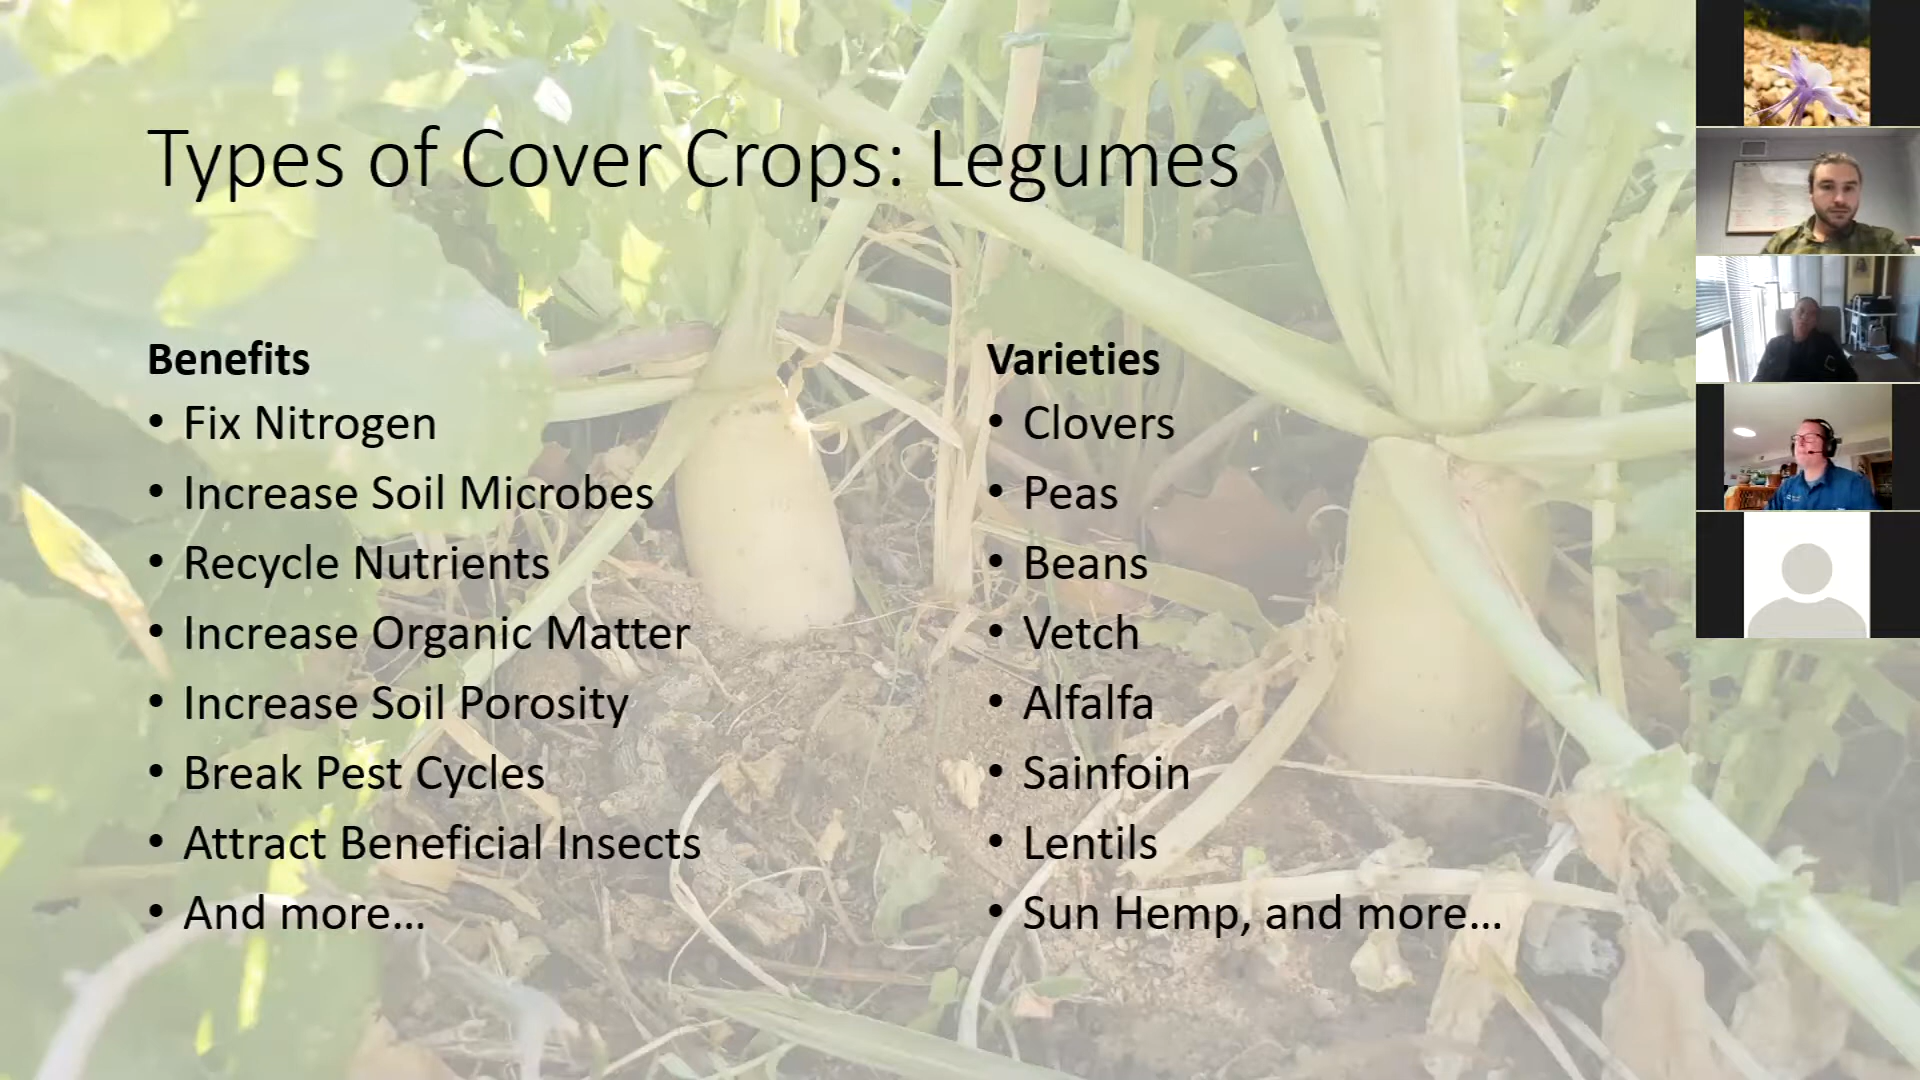 Types of Cover Crops: Legumes
Benefits
• Fix Nitrogen
• Increase Soil Microbes
• Recycle Nutrients
• Increase Organic Matter
• Increase Soil Porosity
• Break Pest Cycles
• Attract Beneficial Insects
• And more...
Varieties
• Clovers
• Peas
• Beans
• Vetch
• Alfalfa
• Sainfoin
• Lentils
• Sun Hemp, and more...